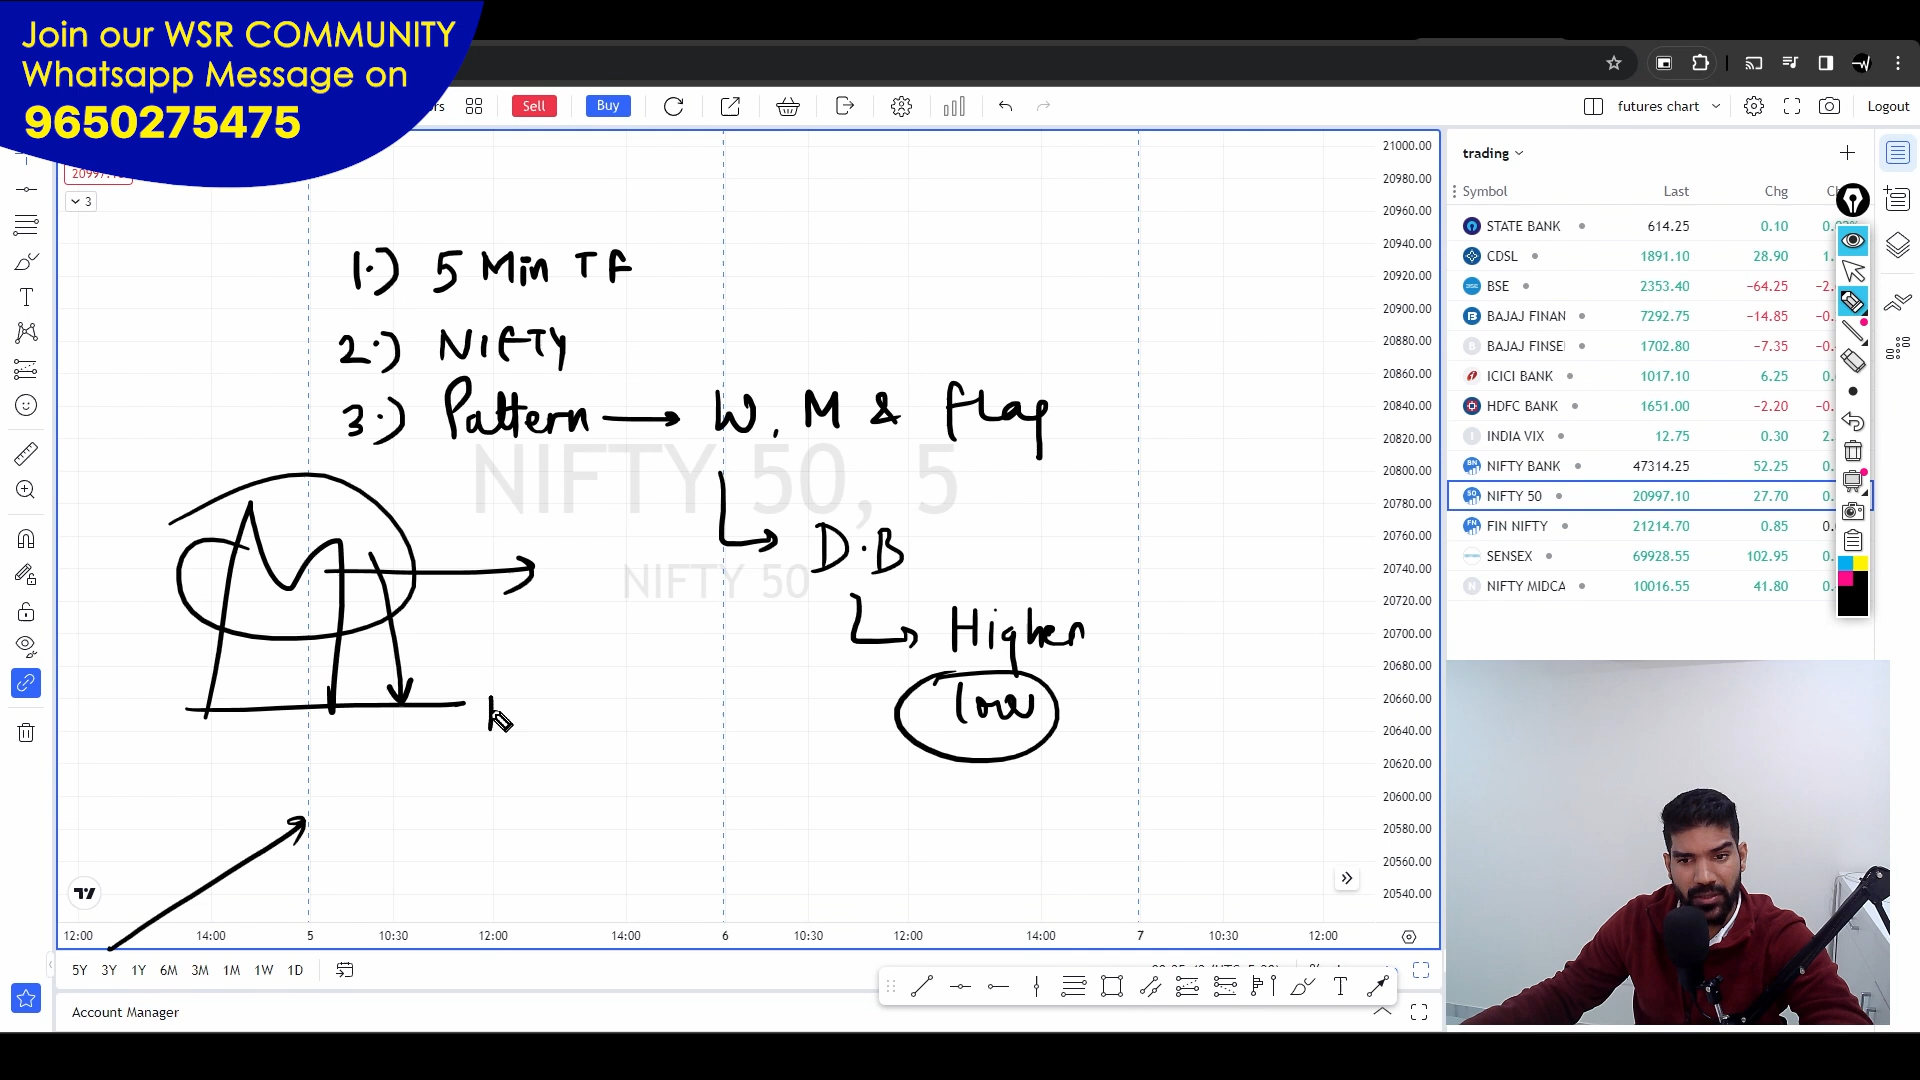 Join our WSR COMMUNITY
Whatsapp Message on
9650275475
Sell
Buy
futures chart
Logout
3
1.) 5 Min TF
2.) NIFTY
3.) Pattern → W, M & flag
D.B
Higher
low
NIFTY 50, 5
NIFTY 50
21000.00
20980.00
20960.00
20940.00
20920.00
20900.00
20880.00
20860.00
20840.00
20820.00
20800.00
20780.00
20760.00
20740.00
20720.00
20700.00
20680.00
20660.00
20640.00
20620.00
20600.00
20580.00
20560.00
20540.00
12:00 14:00 5 10:30 12:00 14:00 6 10:30 12:00 14:00 7 10:30 12:00
5Y 3Y 1Y 6M 3M 1M 1W 1D
Account Manager
trading
Symbol Last Chg
STATE BANK 614.25 0.10
CDSL 1891.10 28.90
BSE 2353.40 −64.25
BAJAJ FINAN 7292.75 −14.85
BAJAJ FINSE 1702.80 −7.35
ICICI BANK 1017.10 6.25
HDFC BANK 1651.00 −2.20
INDIA VIX 12.75 0.30
NIFTY BANK 47314.25 52.25
NIFTY 50 20997.10 27.70
FIN NIFTY 21214.70 0.85
SENSEX 69928.55 102.95
NIFTY MIDCA 10016.55 41.80